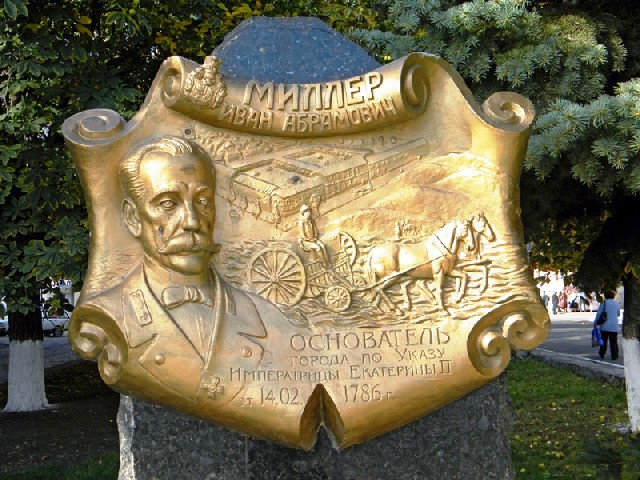 МИЛЛЕР
ИВАН АБРАМОВИЧ
ОСНОВАТЕЛЬ
ГОРОДА ПО УКАЗУ
ИМПЕРАТРИЦЫ ЕКАТЕРИНЫ II
14.02. 1786 г.